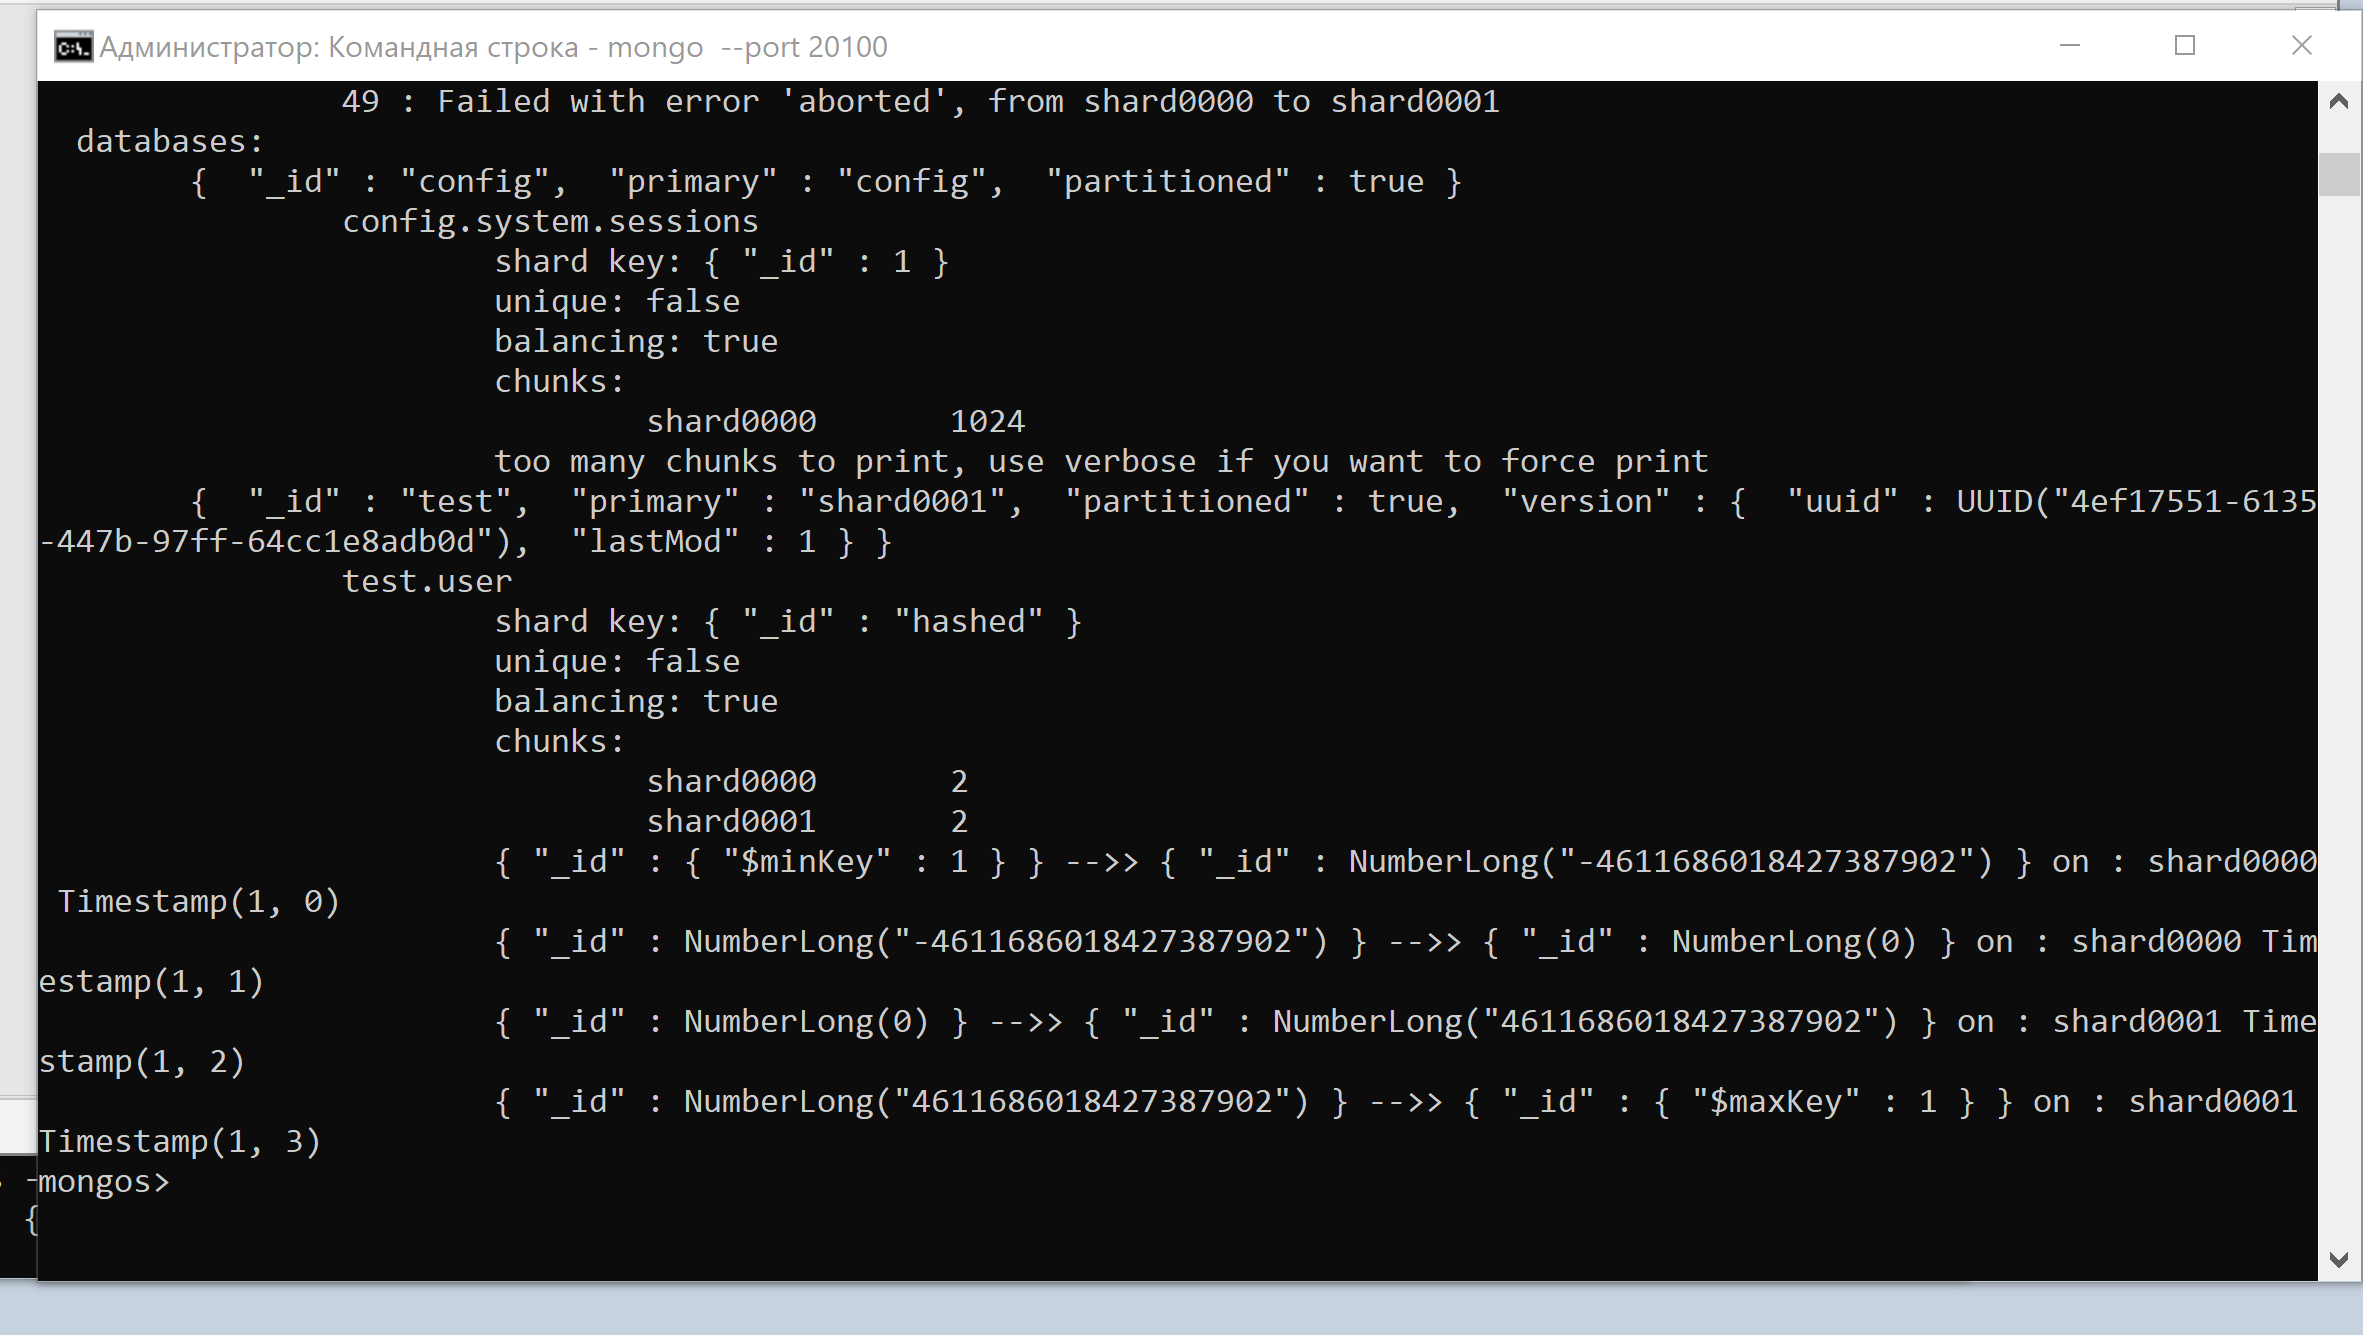 Администратор: Командная строка - mongo  --port 20100
49 : Failed with error 'aborted', from shard0000 to shard0001
databases:
{  "_id" : "config",  "primary" : "config",  "partitioned" : true }
config.system.sessions
shard key: { "_id" : 1 }
unique: false
balancing: true
chunks:
shard0000       1024
too many chunks to print, use verbose if you want to force print
{  "_id" : "test",  "primary" : "shard0001",  "partitioned" : true,  "version" : {  "uuid" : UUID("4ef17551-6135
-447b-97ff-64cc1e8adb0d"),  "lastMod" : 1 } }
test.user
shard key: { "_id" : "hashed" }
unique: false
balancing: true
chunks:
shard0000       2
shard0001       2
{ "_id" : { "$minKey" : 1 } } -->> { "_id" : NumberLong("-4611686018427387902") } on : shard0000
Timestamp(1, 0)
{ "_id" : NumberLong("-4611686018427387902") } -->> { "_id" : NumberLong(0) } on : shard0000 Tim
estamp(1, 1)
{ "_id" : NumberLong(0) } -->> { "_id" : NumberLong("4611686018427387902") } on : shard0001 Time
stamp(1, 2)
{ "_id" : NumberLong("4611686018427387902") } -->> { "_id" : { "$maxKey" : 1 } } on : shard0001
Timestamp(1, 3)
mongos>
{